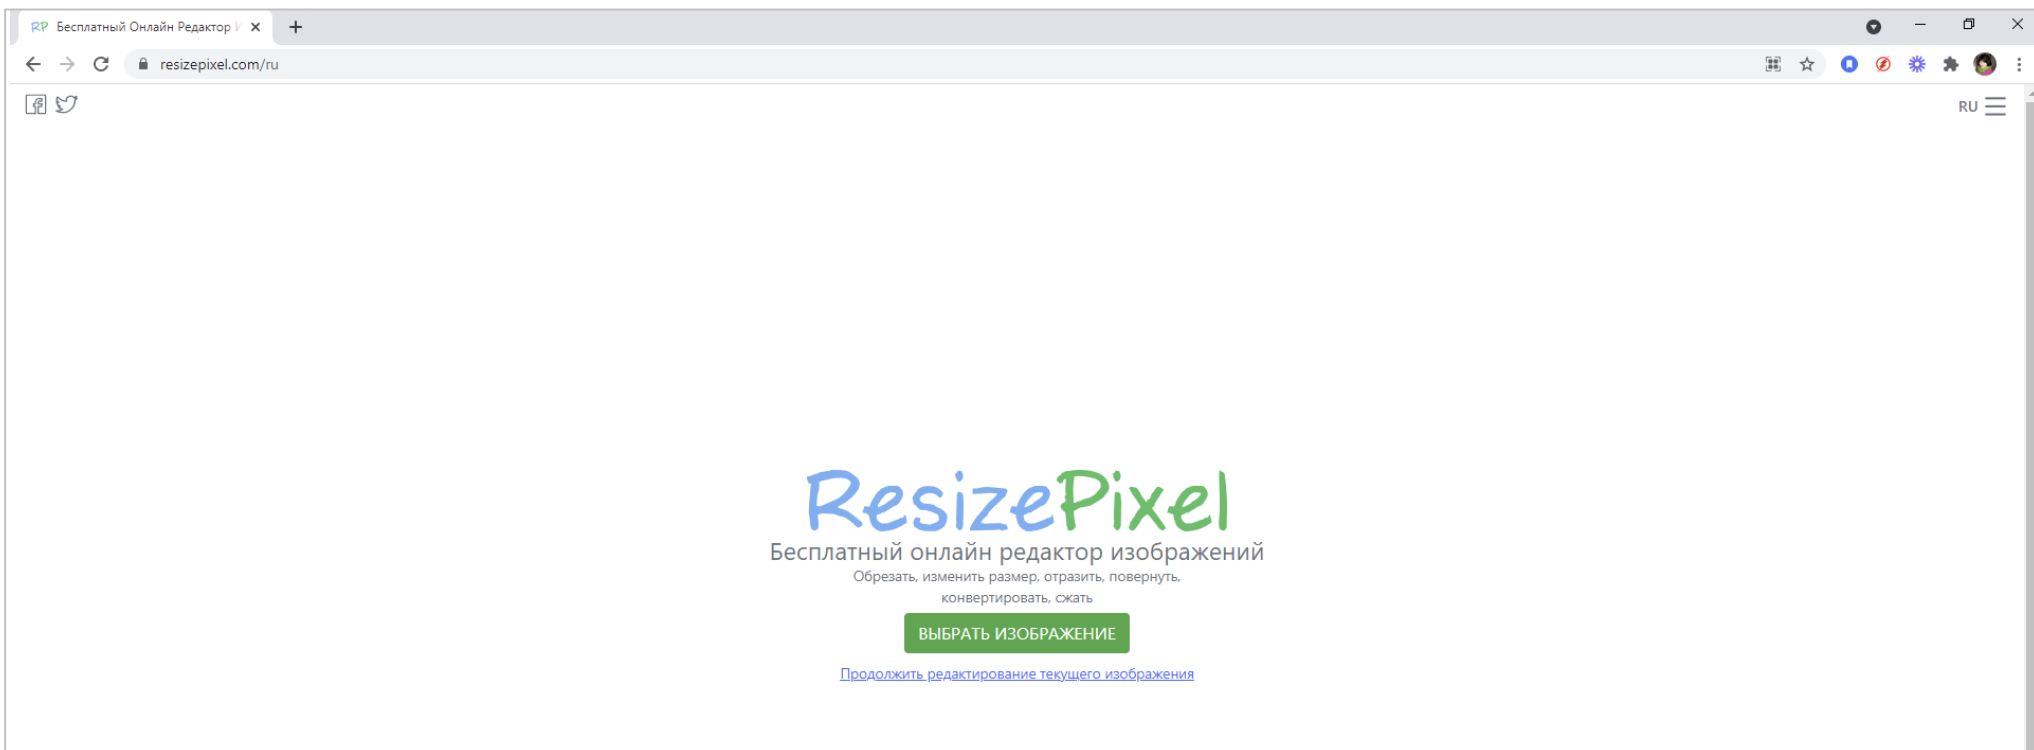 RP Бесплатный Онлайн Редактор И
resizepixel.com/ru
RU
ResizePixel
Бесплатный онлайн редактор изображений
Обрезать, изменить размер, отразить, повернуть,
конвертировать, сжать
ВЫБРАТЬ ИЗОБРАЖЕНИЕ
Продолжить редактирование текущего изображения